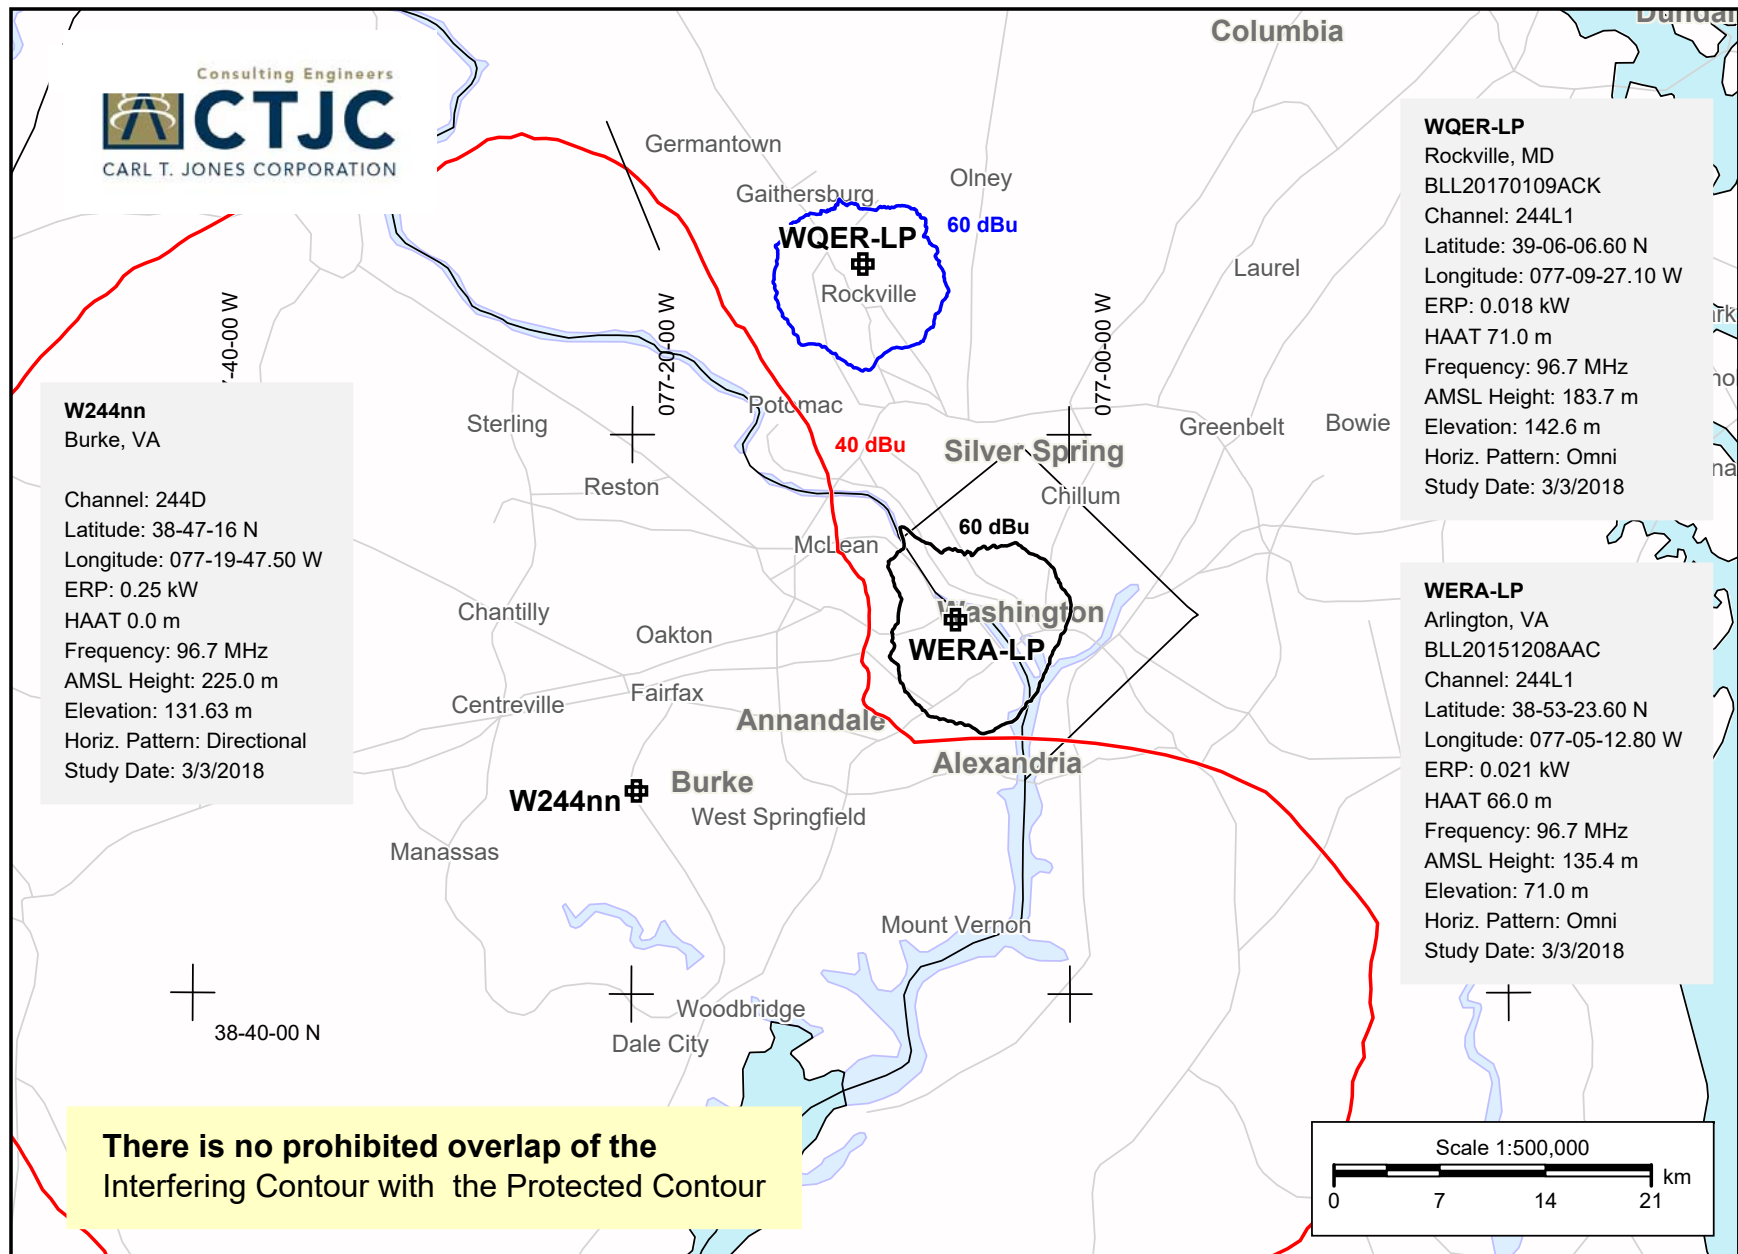 Consulting Engineers
CTJC
CARL T. JONES CORPORATION
Columbia
Germantown
Gaithersburg
Olney
60 dBu
WQER-LP
Rockville
Laurel
077-20-00 W
077-00-00 W
Potomac
Sterling
40 dBu
Silver Spring
Greenbelt
Bowie
Reston
Chillum
60 dBu
McLean
Chantilly
Oakton
Washington
WERA-LP
Centreville
Fairfax
Annandale
Alexandria
Burke
W244nn
West Springfield
Manassas
Mount Vernon
Woodbridge
38-40-00 N
Dale City
W244nn
Burke, VA
Channel: 244D
Latitude: 38-47-16 N
Longitude: 077-19-47.50 W
ERP: 0.25 kW
HAAT 0.0 m
Frequency: 96.7 MHz
AMSL Height: 225.0 m
Elevation: 131.63 m
Horiz. Pattern: Directional
Study Date: 3/3/2018
WQER-LP
Rockville, MD
BLL20170109ACK
Channel: 244L1
Latitude: 39-06-06.60 N
Longitude: 077-09-27.10 W
ERP: 0.018 kW
HAAT 71.0 m
Frequency: 96.7 MHz
AMSL Height: 183.7 m
Elevation: 142.6 m
Horiz. Pattern: Omni
Study Date: 3/3/2018
WERA-LP
Arlington, VA
BLL20151208AAC
Channel: 244L1
Latitude: 38-53-23.60 N
Longitude: 077-05-12.80 W
ERP: 0.021 kW
HAAT 66.0 m
Frequency: 96.7 MHz
AMSL Height: 135.4 m
Elevation: 71.0 m
Horiz. Pattern: Omni
Study Date: 3/3/2018
There is no prohibited overlap of the
Interfering Contour with the Protected Contour
Scale 1:500,000
km
0 7 14 21